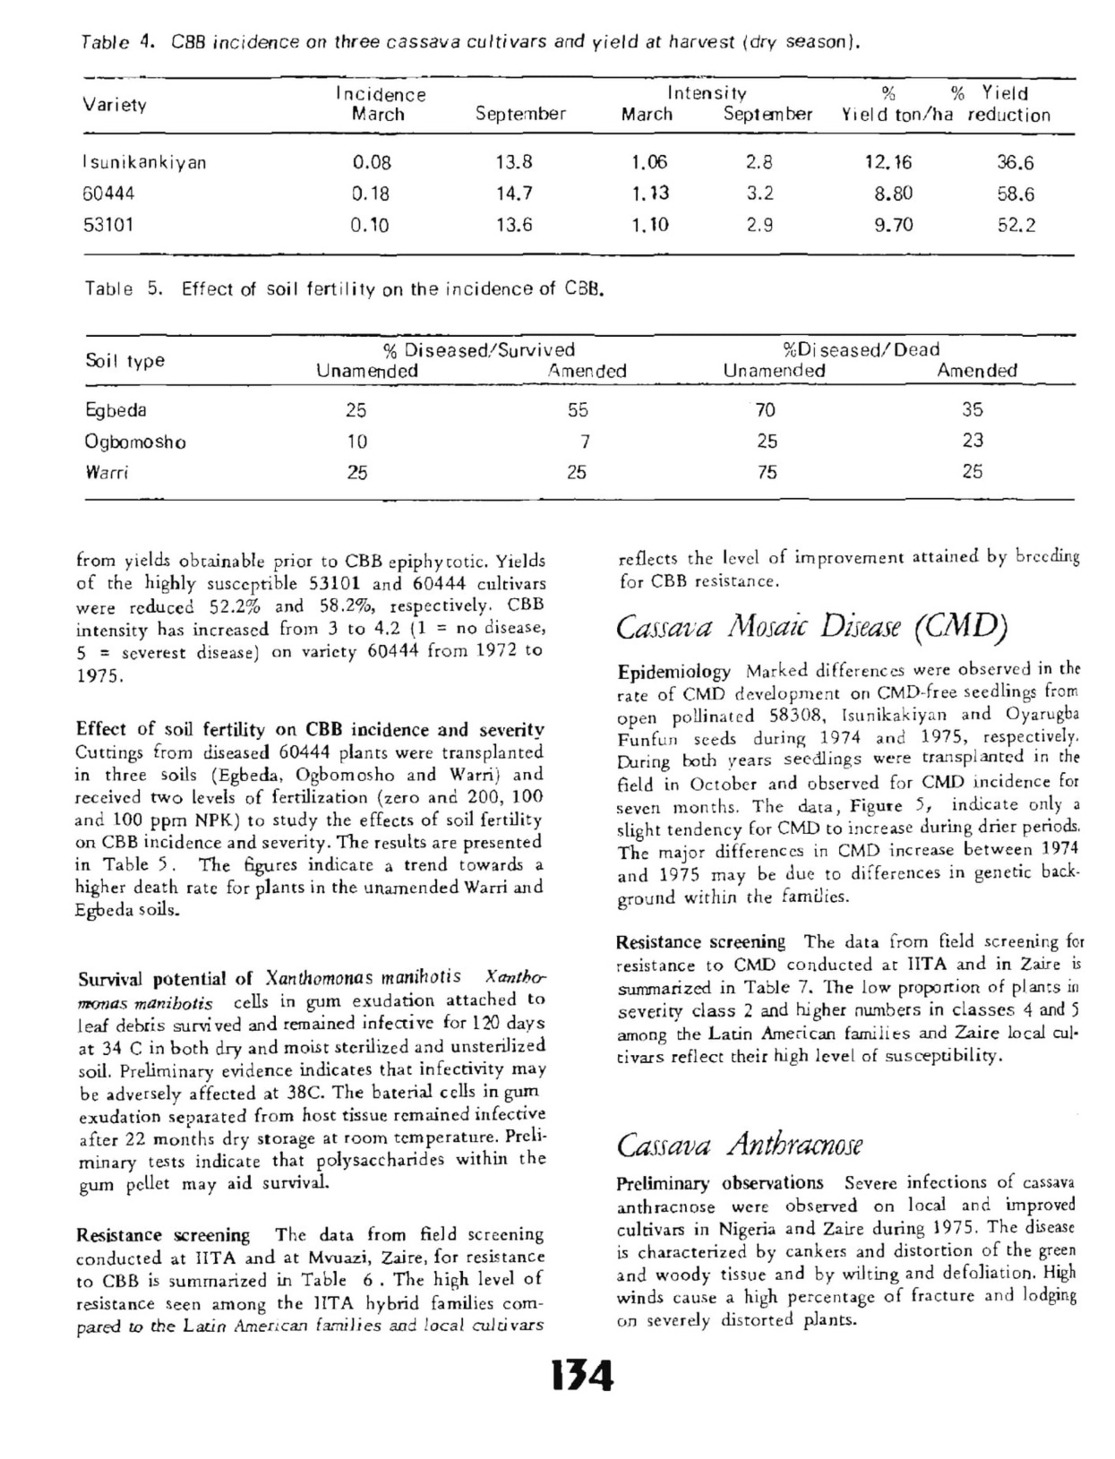 Table 4. CBB incidence on three cassava cultivars and yield at harvest (dry season).
Variety Incidence March September Intensity March September % Yield ton/ha % Yield reduction
Isunikankiyan 0.08 13.8 1.06 2.8 12.16 36.6
60444 0.18 14.7 1.13 3.2 8.80 58.6
53101 0.10 13.6 1.10 2.9 9.70 52.2
Table 5. Effect of soil fertility on the incidence of CBB.
Soil type % Diseased/Survived %Diseased/Dead
Unamended Amended Unamended Amended
Egbeda 25 55 70 35
Ogbomosho 10 7 25 23
Warri 25 25 75 25
from yields obtainable prior to CBB epiphytotic. Yields
of the highly susceptible 53101 and 60444 cultivars
were reduced 52.2% and 58.2%, respectively. CBB
intensity has increased from 3 to 4.2 (1 = no disease,
5 = severest disease) on variety 60444 from 1972 to
1975.
Effect of soil fertility on CBB incidence and severity
Cuttings from diseased 60444 plants were transplanted
in three soils (Egbeda, Ogbomosho and Warri) and
received two levels of fertilization (zero and 200, 100
and 100 ppm NPK) to study the effects of soil fertility
on CBB incidence and severity. The results are presented
in Table 5. The figures indicate a trend towards a
higher death rate for plants in the unamended Warri and
Egbeda soils.
Survival potential of Xanthomonas manihotis Xantho-
monas manihotis cells in gum exudation attached to
leaf debris survived and remained infective for 120 days
at 34 C in both dry and moist sterilized and unsterilized
soil. Preliminary evidence indicates that infectivity may
be adversely affected at 38C. The baterial cells in gum
exudation separated from host tissue remained infective
after 22 months dry storage at room temperature. Preli-
minary tests indicate that polysaccharides within the
gum pellet may aid survival.
Resistance screening The data from field screening
conducted at IITA and at Mvuazi, Zaire, for resistance
to CBB is summarized in Table 6 . The high level of
resistance seen among the IITA hybrid families com-
pared to the Latin American families and local cultivars
reflects the level of improvement attained by breeding
for CBB resistance.
Cassava Mosaic Disease (CMD)
Epidemiology Marked differences were observed in the
rate of CMD development on CMD-free seedlings from
open pollinated 58308, Isunikakiyan and Oyarugba
Funfun seeds during 1974 and 1975, respectively.
During both years seedlings were transplanted in the
field in October and observed for CMD incidence for
seven months. The data, Figure 5, indicate only a
slight tendency for CMD to increase during drier periods.
The major differences in CMD increase between 1974
and 1975 may be due to differences in genetic back-
ground within the families.
Resistance screening The data from field screening for
resistance to CMD conducted at IITA and in Zaire is
summarized in Table 7. The low proportion of plants in
severity class 2 and higher numbers in classes 4 and 5
among the Latin American families and Zaire local cul-
tivars reflect their high level of susceptibility.
Cassava Anthracnose
Preliminary observations Severe infections of cassava
anthracnose were observed on local and improved
cultivars in Nigeria and Zaire during 1975. The disease
is characterized by cankers and distortion of the green
and woody tissue and by wilting and defoliation. High
winds cause a high percentage of fracture and lodging
on severely distorted plants.
134